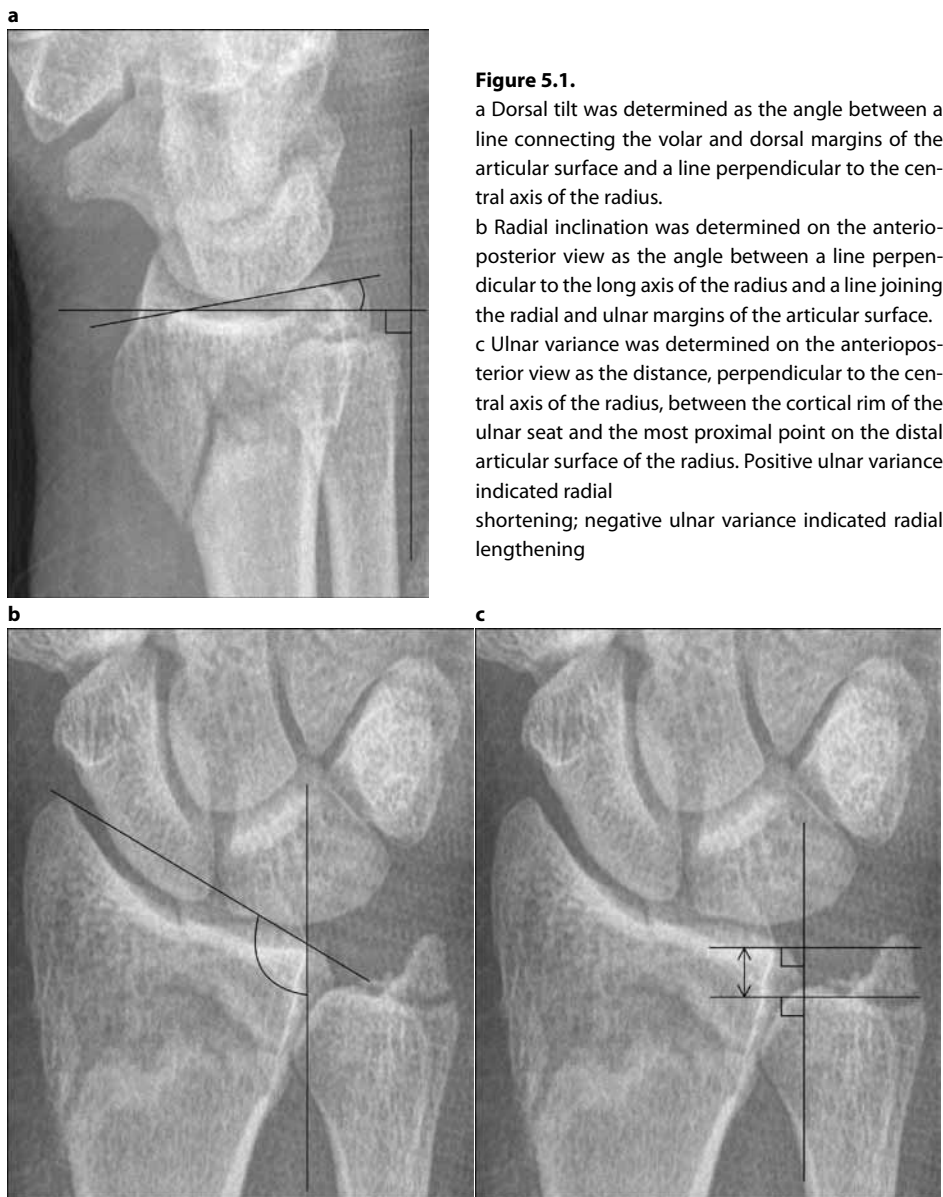 a
Figure 5.1.
a Dorsal tilt was determined as the angle between a
line connecting the volar and dorsal margins of the
articular surface and a line perpendicular to the cen-
tral axis of the radius.
b Radial inclination was determined on the anterio-
posterior view as the angle between a line perpen-
dicular to the long axis of the radius and a line joining
the radial and ulnar margins of the articular surface.
c Ulnar variance was determined on the anteriopos-
terior view as the distance, perpendicular to the cen-
tral axis of the radius, between the cortical rim of the
ulnar seat and the most proximal point on the distal
articular surface of the radius. Positive ulnar variance
indicated radial
shortening; negative ulnar variance indicated radial
lengthening
b
c